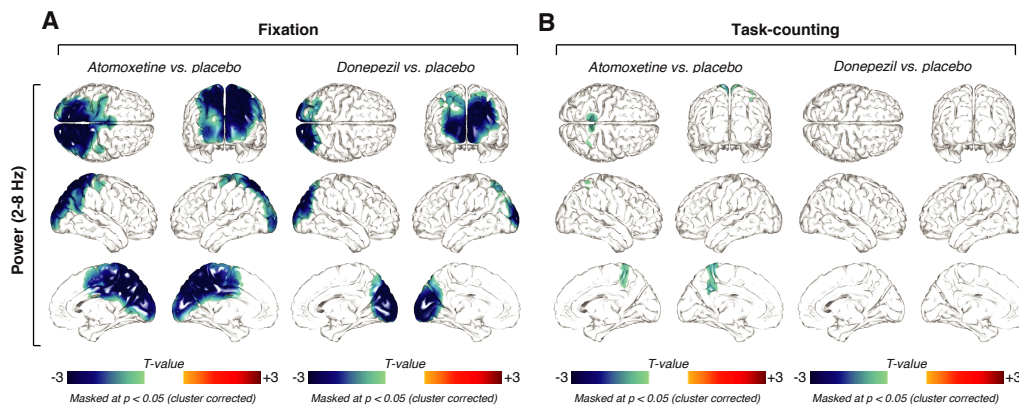 A
Fixation
B
Task-counting
Atomoxetine vs. placebo
Donepezil vs. placebo
Atomoxetine vs. placebo
Donepezil vs. placebo
Power (2-8 Hz)
T-value
-3
+3
Masked at p < 0.05 (cluster corrected)
T-value
-3
+3
Masked at p < 0.05 (cluster corrected)
T-value
-3
+3
Masked at p < 0.05 (cluster corrected)
T-value
-3
+3
Masked at p < 0.05 (cluster corrected)